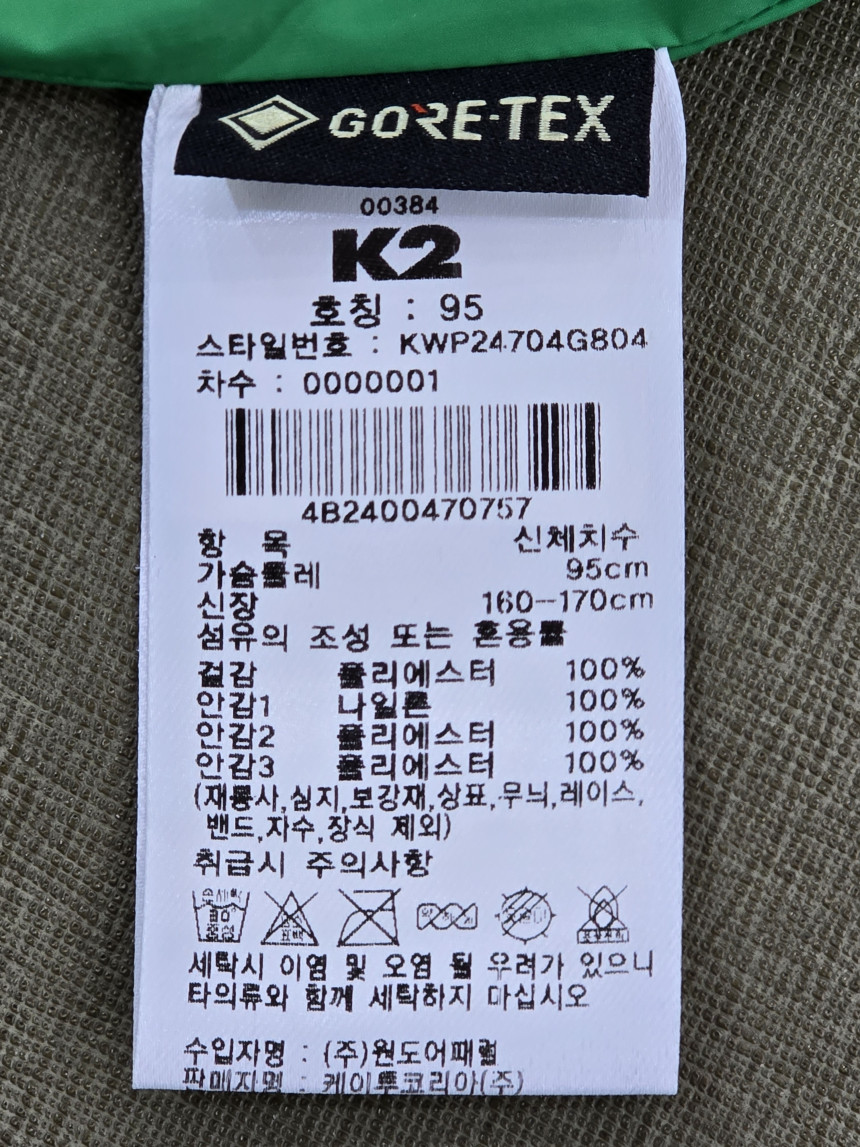 GORE-TEX
00384
K2
호칭 : 95
스타일번호 : KWP24704G804
차수 : 0000001
4B2400470757
항 목 신체치수
가슴둘레 95cm
신장 160-170cm
섬유의 조성 또는 혼용률
겉감 폴리에스터 100%
안감1 나일론 100%
안감2 폴리에스터 100%
안감3 폴리에스터 100%
(재봉사,심지,보강재,상표,무늬,레이스,
밴드,자수,장식 제외)
취급시 주의사항
손세탁
30°
중성
표백
세탁시 이염 및 오염 될 우려가 있으니
타의류와 함께 세탁하지 마십시오
수입자명 : (주)원도어패럴
판매자명 : 케이투코리아(주)